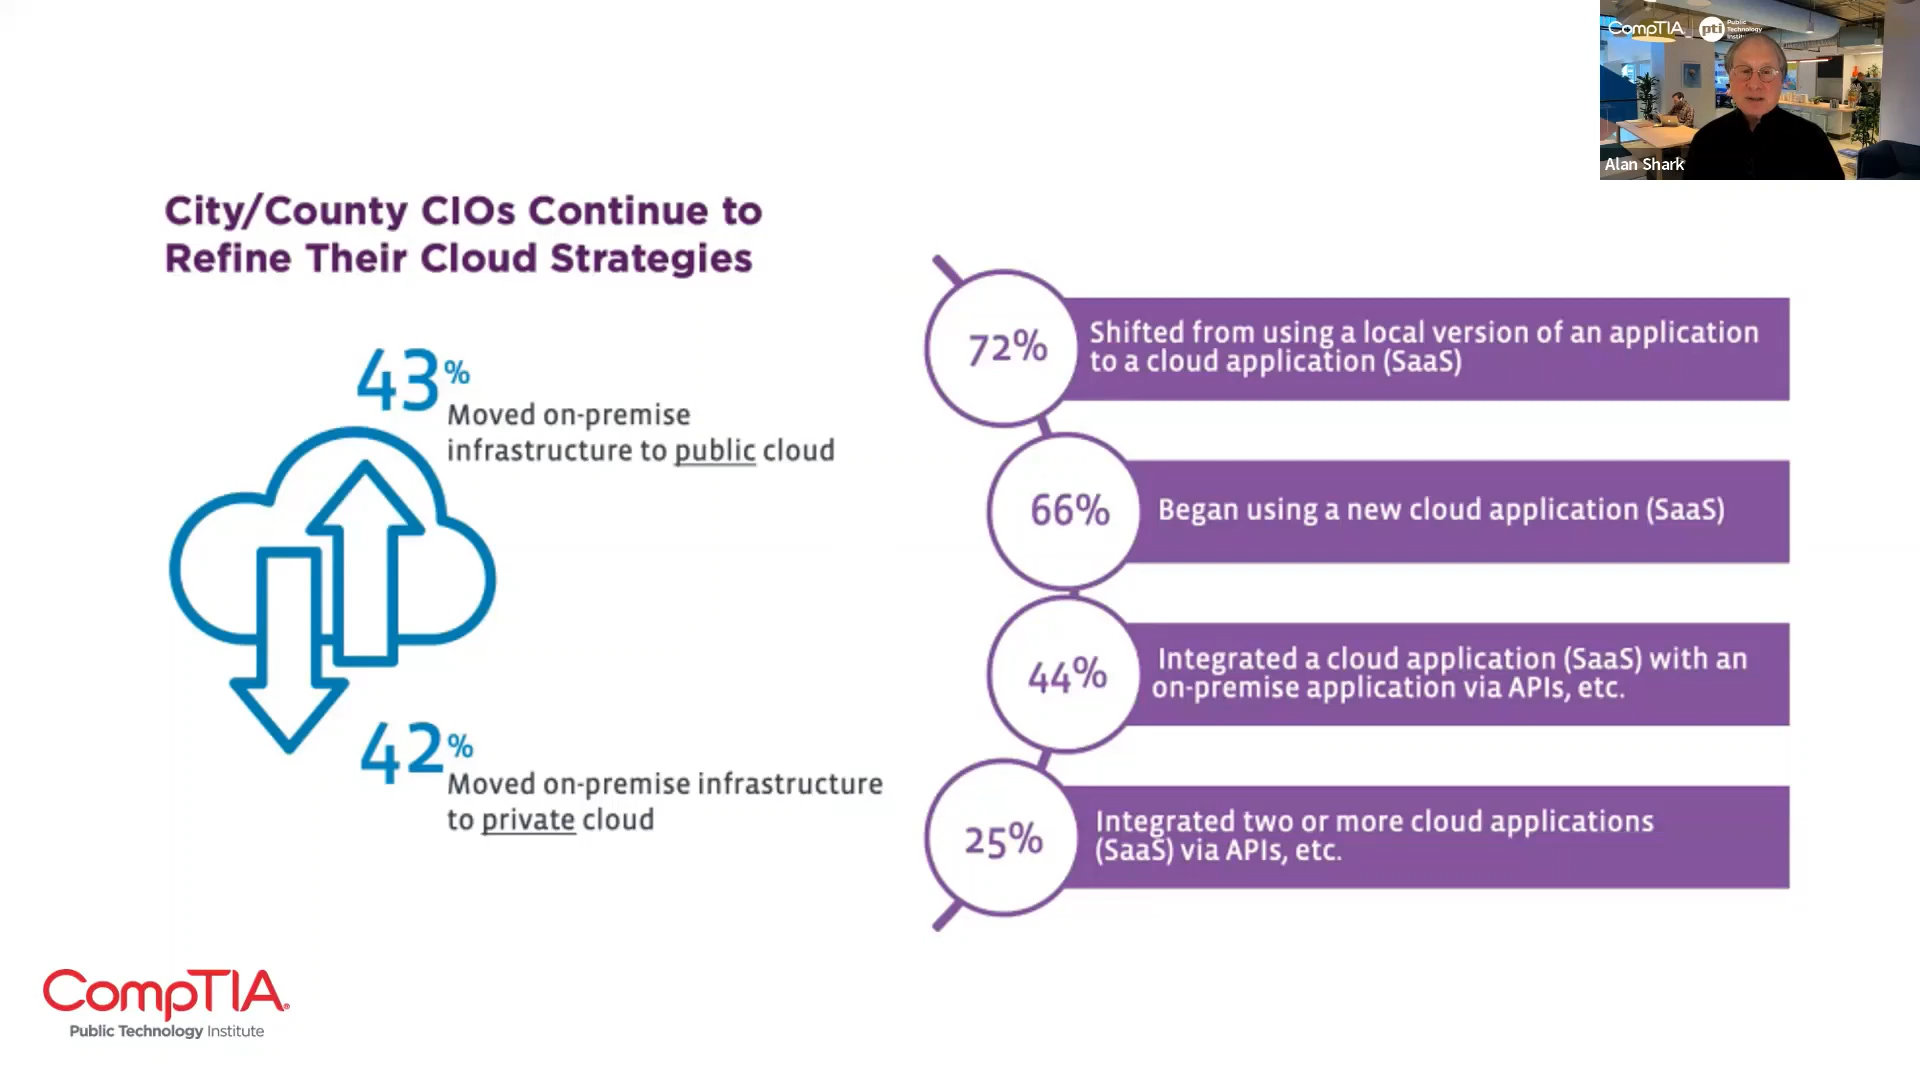 CompTIA
pti
Public
Technology
City/County CIOs Continue to
Refine Their Cloud Strategies
43%
Moved on-premise
infrastructure to public cloud
42%
Moved on-premise infrastructure
to private cloud
72%
Shifted from using a local version of an application
to a cloud application (SaaS)
66%
Began using a new cloud application (SaaS)
44%
Integrated a cloud application (SaaS) with an
on-premise application via APIs, etc.
25%
Integrated two or more cloud applications
(SaaS) via APIs, etc.
Alan Shark
CompTIA®
Public Technology Institute